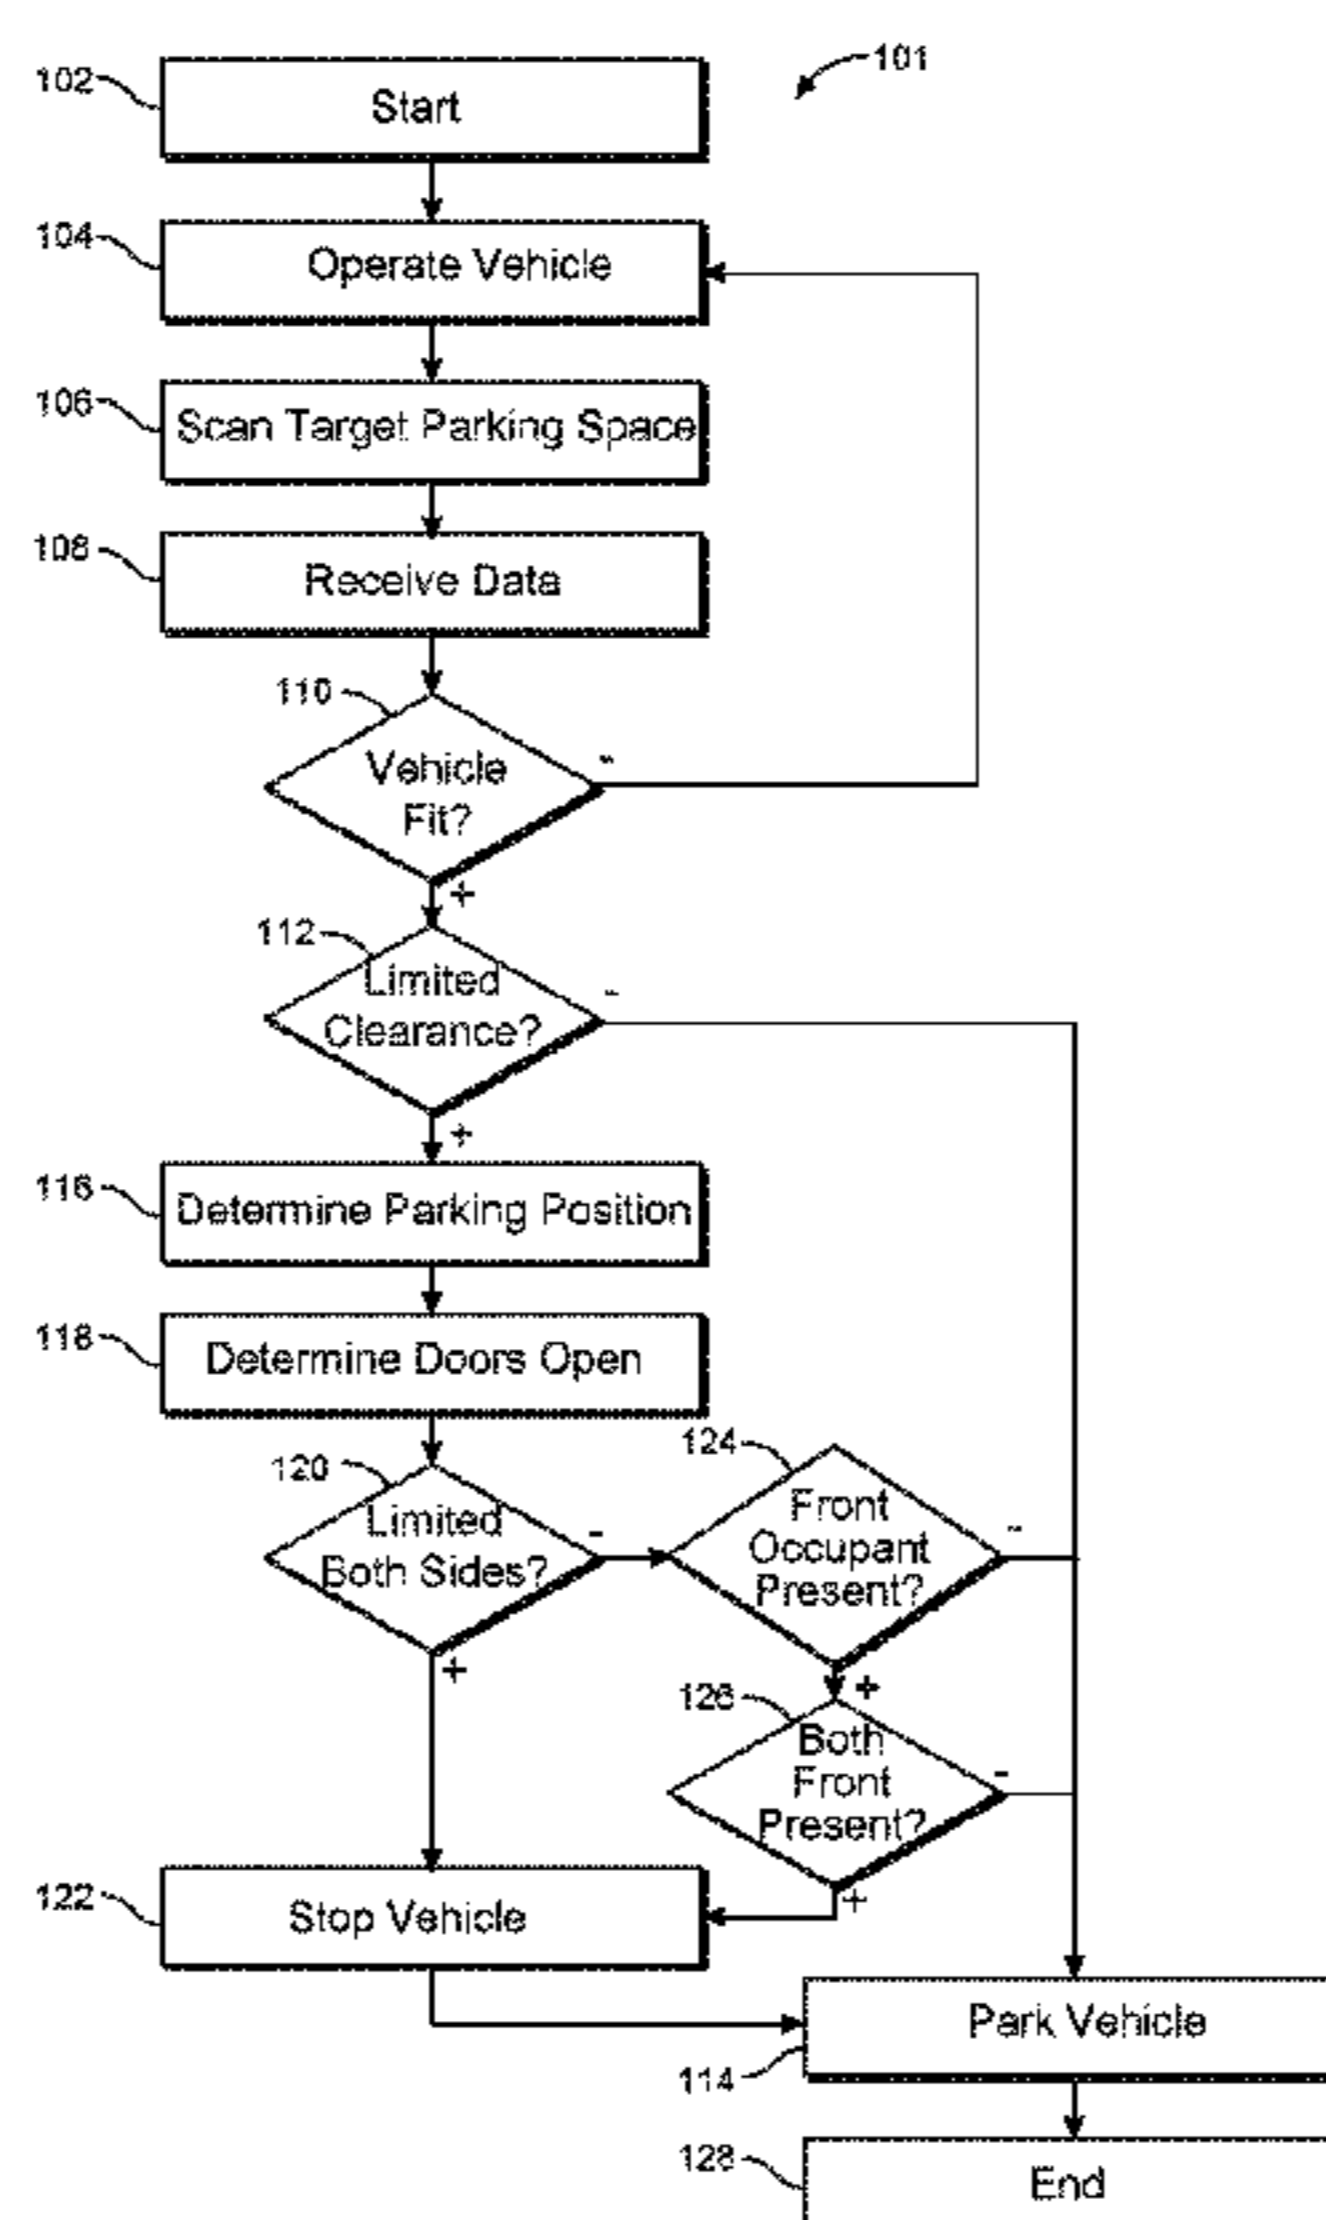 101
102
Start
104
Operate Vehicle
106
Scan Target Parking Space
108
Receive Data
110
Vehicle
Fit?
-
+
112
Limited
Clearance?
-
+
116
Determine Parking Position
118
Determine Doors Open
120
Limited
Both Sides?
-
+
124
Front
Occupant
Present?
-
+
126
Both
Front
Present?
-
+
122
Stop Vehicle
Park Vehicle
114
128
End